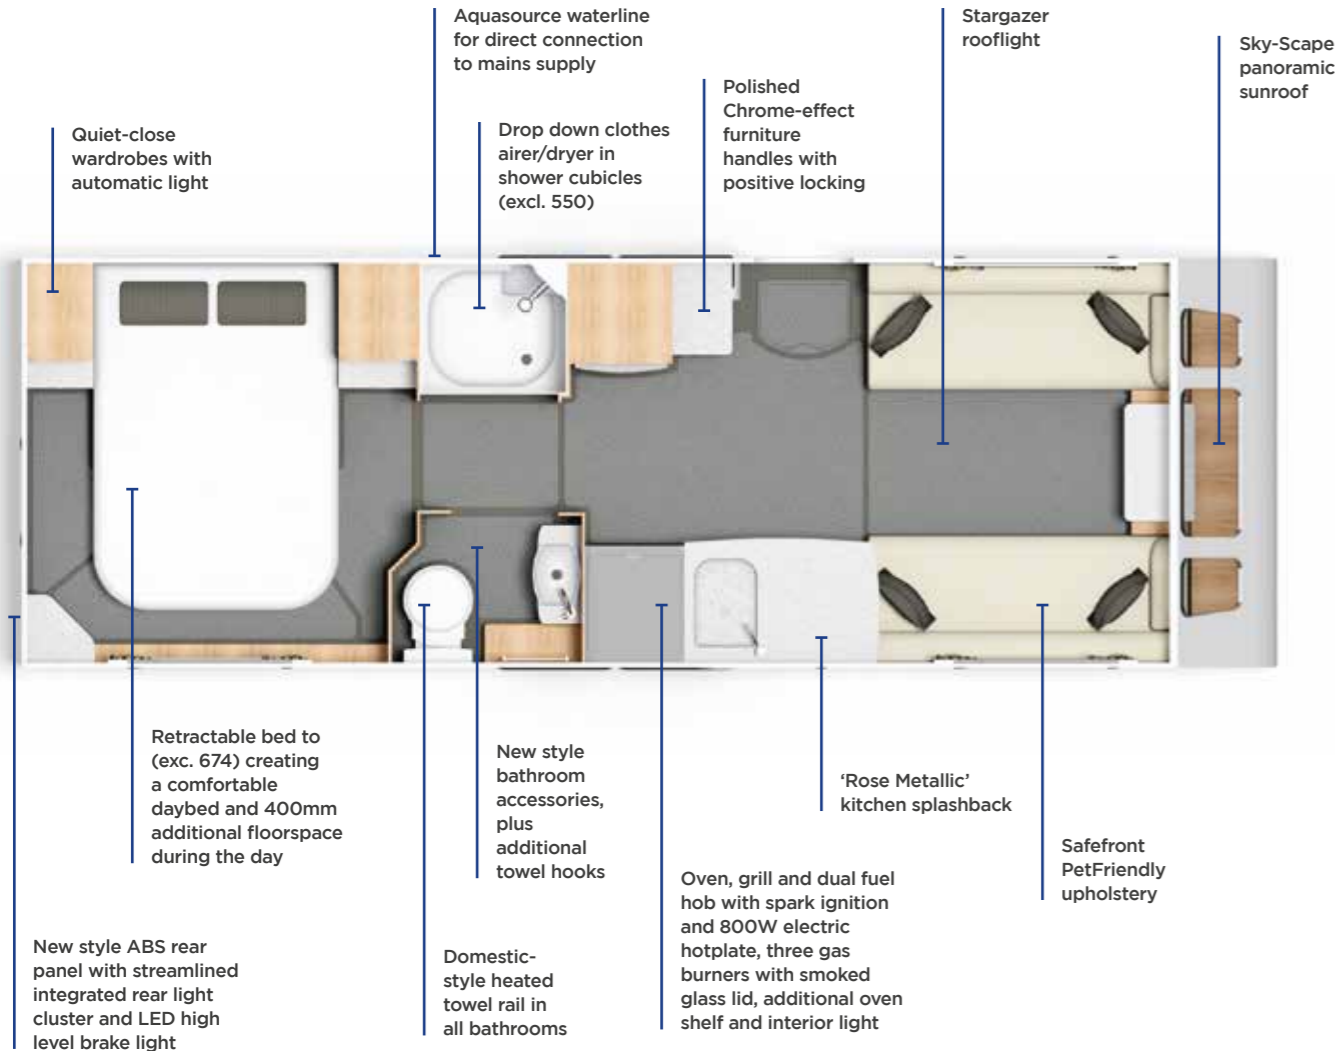 Aquasource waterline
for direct connection
to mains supply
Stargazer
rooflight
Sky-Scape
panoramic
sunroof
Polished
Chrome-effect
furniture
handles with
positive locking
Quiet-close
wardrobes with
automatic light
Drop down clothes
airer/dryer in
shower cubicles
(excl. 550)
Retractable bed to
(exc. 674) creating
a comfortable
daybed and 400mm
additional floorspace
during the day
New style
bathroom
accessories,
plus
additional
towel hooks
'Rose Metallic'
kitchen splashback
Safefront
PetFriendly
upholstery
Oven, grill and dual fuel
hob with spark ignition
and 800W electric
hotplate, three gas
burners with smoked
glass lid, additional oven
shelf and interior light
New style ABS rear
panel with streamlined
integrated rear light
cluster and LED high
level brake light
Domestic-
style heated
towel rail in
all bathrooms